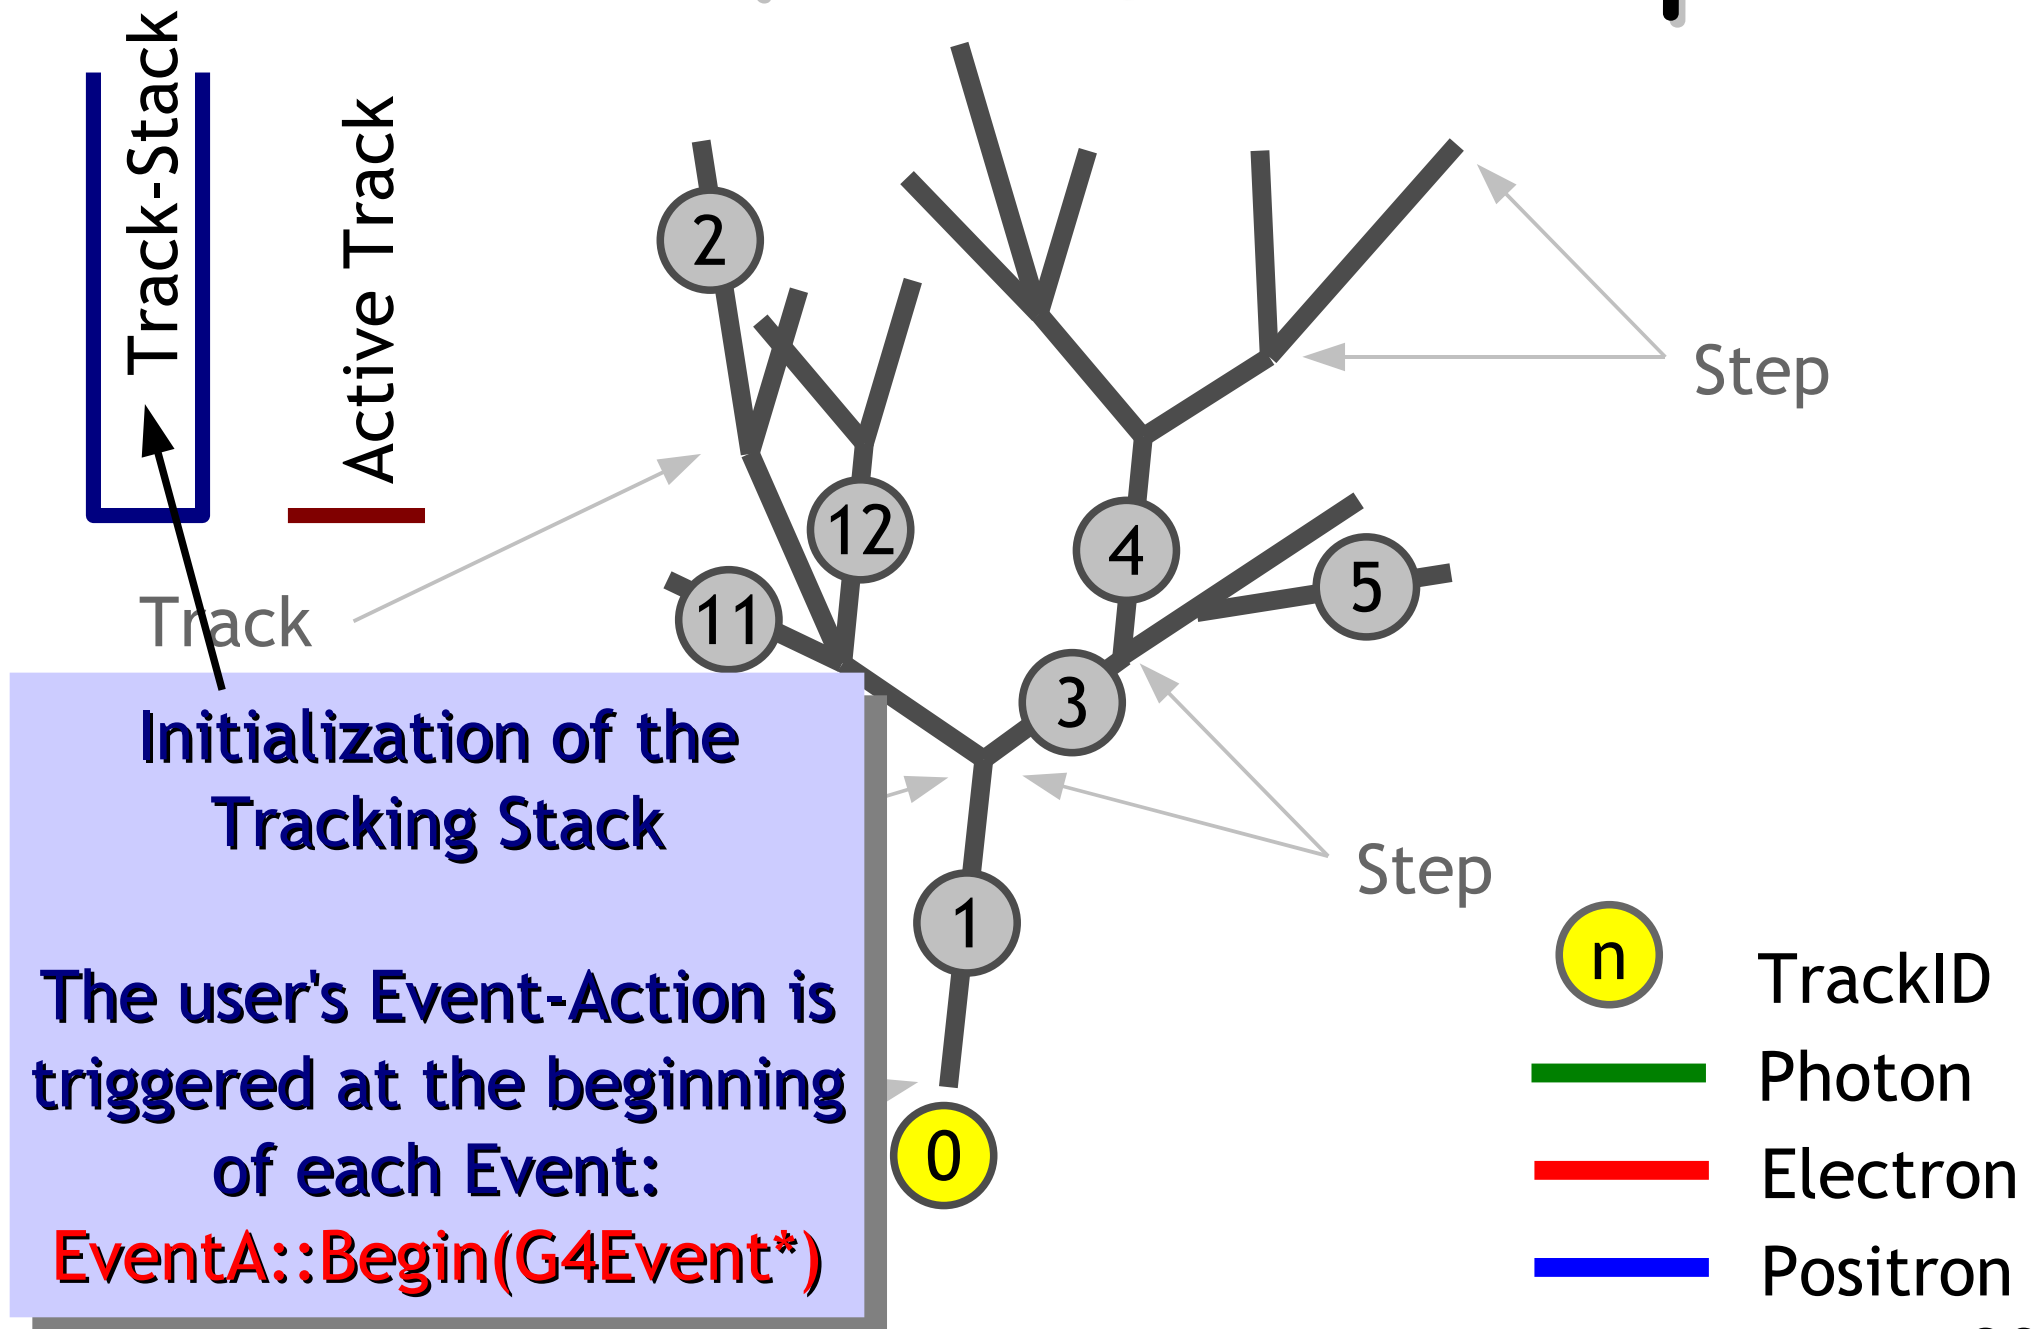 Track-Stack
Active Track
2
12
11
4
5
3
1
0
Step
Track
Step
Initialization of the
Tracking Stack
The user's Event-Action is
triggered at the beginning
of each Event:
EventA::Begin(G4Event*)
n
TrackID
Photon
Electron
Positron